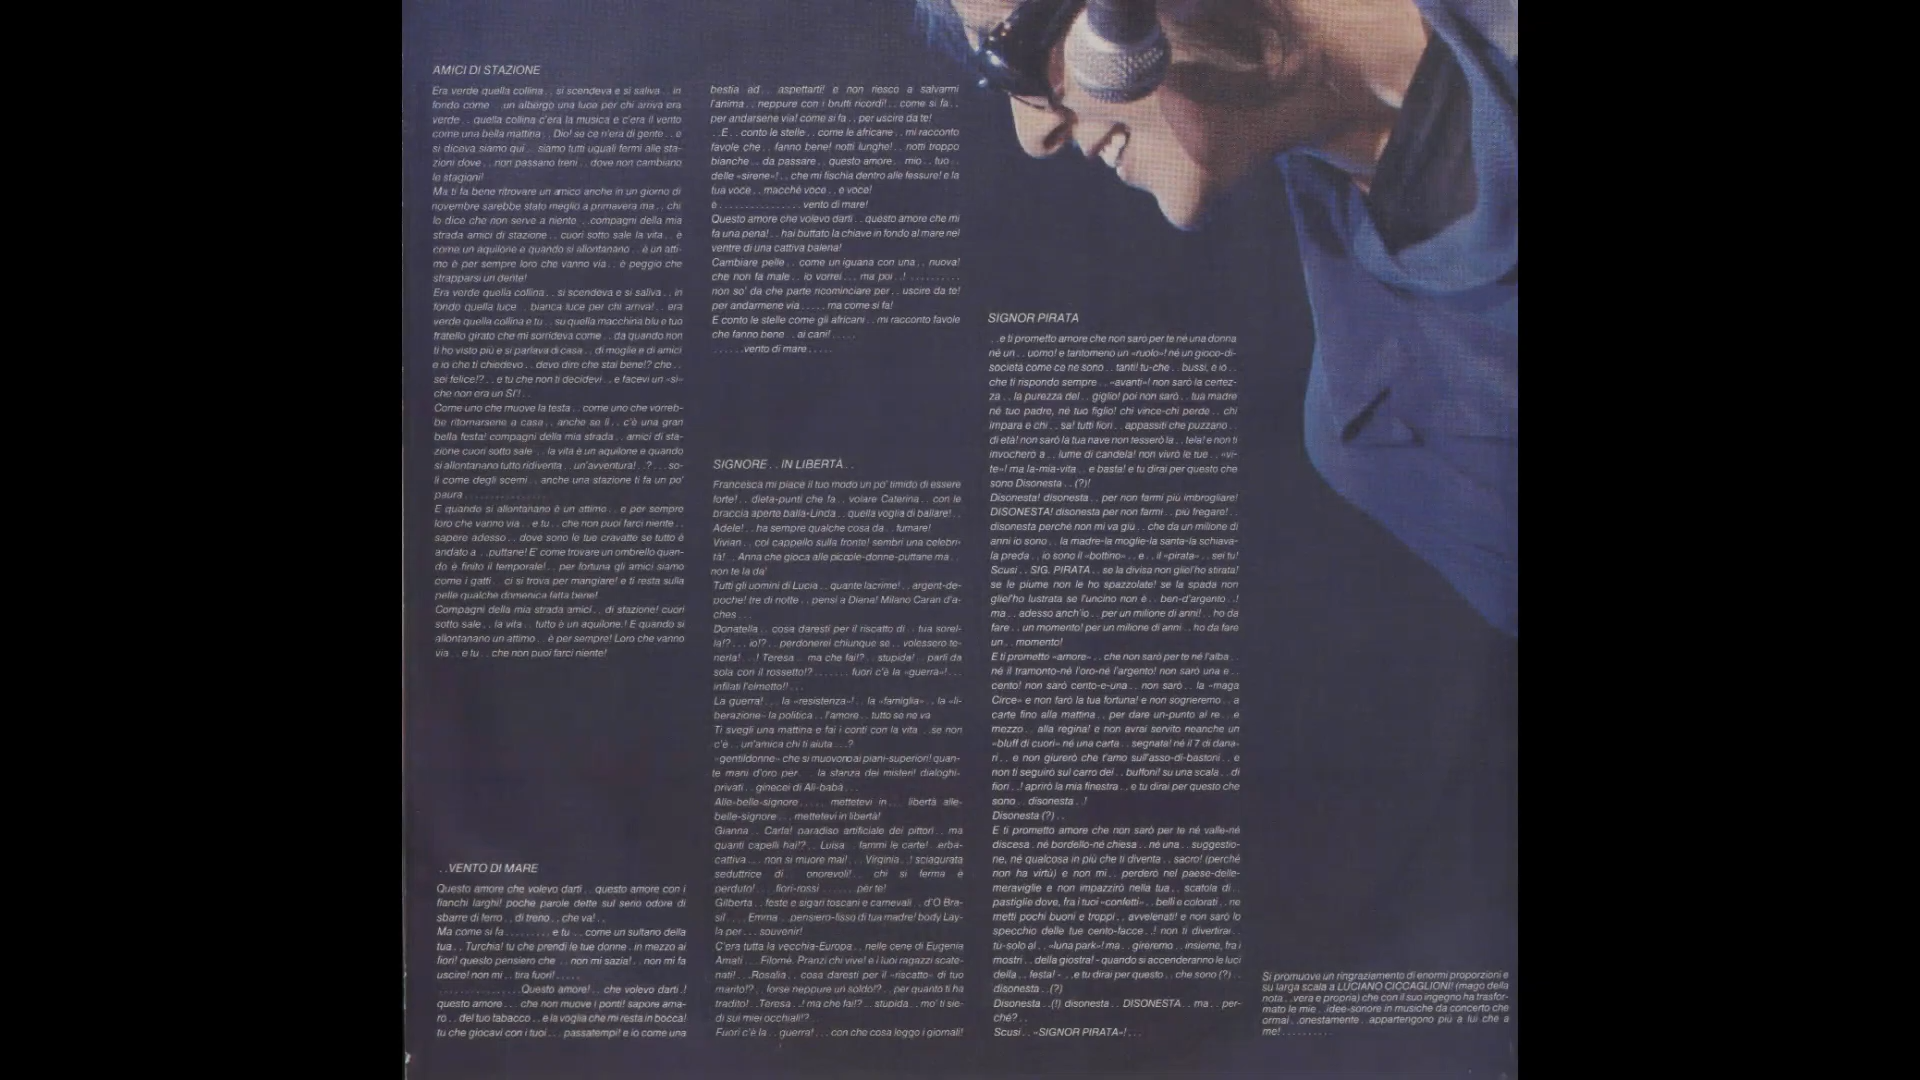 AMICI DI STAZIONE
Era verde quella collina . . si scendeva e si saliva . . in
fondo come . . un albergo una luce per chi arriva era
verde . . quella collina c'era la musica e c'era il vento
come una bella mattina . . Dio! se ce n'era di gente . . e
si diceva siamo qui . . siamo tutti uguali fermi alle sta-
zioni dove . . non passano treni . . dove non cambiano
le stagioni!
Ma ti fa bene ritrovare un amico anche in un giorno di
novembre sarebbe stato meglio a primavera ma . . chi
lo dice che non serve a niente . . compagni della mia
strada amici di stazione . . cuori sotto sale la vita . . è
come un aquilone e quando si allontanano . . è un atti-
mo è per sempre loro che vanno via . . è peggio che
strapparsi un dente!
Era verde quella collina . . si scendeva e si saliva . . in
fondo quella luce . . bianca luce per chi arriva! . . era
verde quella collina e tu . . su quella macchina blu e tuo
fratello girato che mi sorrideva come . . da quando non
ti ho visto più e si parlava di casa . . di moglie e di amici
e io che ti chiedevo . . devo dire che stai bene!? che . .
sei felice!? . . e tu che non ti decidevi . . e facevi un «si»
che non era un SI'! . .
Come uno che muove la testa . . come uno che vorreb-
be ritornarsene a casa . . anche se lì . . c'è una gran
bella festa! compagni della mia strada . . amici di sta-
zione cuori sotto sale . . la vita è un aquilone e quando
si allontanano tutto ridiventa . . un'avventura! . . ? . . . so-
li come degli scemi . . anche una stazione ti fa un po'
paura . . . . . . . . . . . . . . .
E quando si allontanano è un attimo . . e per sempre
loro che vanno via . . e tu . . che non puoi farci niente . .
sapere adesso . . dove sono le tue cravatte se tutto è
andato a . . puttane! E' come trovare un ombrello quan-
do è finito il temporale! . . per fortuna gli amici siamo
come i gatti . . ci si trova per mangiare! e ti resta sulla
pelle qualche domenica fatta bene!
Compagni della mia strada amici . . di stazione! cuori
sotto sale . . la vita . . tutto è un aquilone.! E quando si
allontanano un attimo . . è per sempre! Loro che vanno
via . . e tu . . che non puoi farci niente!
. . VENTO DI MARE
Questo amore che volevo darti . . questo amore con i
fianchi larghi! poche parole dette sul serio odore di
sbarre di ferro . . di treno . . che va! . .
Ma come si fa . . . . . . . . . e tu . . come un sultano della
tua . . Turchia! tu che prendi le tue donne . in mezzo ai
fiori! questo pensiero che . . non mi sazia! . . non mi fa
uscire! non mi . . tira fuori! . . . . .
. . . . . . . . . . . . . . . . Questo amore! . . che volevo darti . !
questo amore . . che non muove i ponti! sapore ama-
ro . . del tuo tabacco . . e la voglia che mi resta in bocca!
tu che giocavi con i tuoi . . . passatempi! e io come una
bestia ad . . aspettarti! e non riesco a salvarmi
l'anima . . neppure con i brutti ricordi! . . come si fa . .
per andarsene via! come si fa . . per uscire da te!
. . E . . conto le stelle . . come le africane . . mi racconto
favole che . . fanno bene! notti lunghe! . . notti troppo
bianche . . da passare . . questo amore . . mio . . tuo . .
delle «sirene»! . . che mi fischia dentro alle fessure! e la
tua voce . . macchè voce . . e voce!
è . . . . . . . . . . . . . . . vento di mare!
Questo amore che volevo darti . . questo amore che mi
fa una pena! . . hai buttato la chiave in fondo al mare nel
ventre di una cattiva balena!
Cambiare pelle . . come un iguana con una . . nuova!
che non fa male . . io vorrei . . . ma poi . .! . . . . . . . . . .
non so' da che parte ricominciare per . . uscire da te!
per andarmene via . . . . . ma come si fa!
E conto le stelle come gli africani . . mi racconto favole
che fanno bene . . ai cani! . . . . .
. . . . . . vento di mare . . . . .
SIGNORE . . IN LIBERTÀ . .
Francesca mi piace il tuo modo un po' timido di essere
forte! . . dieta-punti che fa . . volare Caterina . . con le
braccia aperte balla-Linda . . quella voglia di ballare! . .
Adele! . . ha sempre qualche cosa da . . fumare!
Vivian . . col cappello sulla fronte! sembri una celebri-
tà! . . Anna che gioca alle piccole-donne-puttane ma . .
non te la da'
Tutti gli uomini di Lucia . . quante lacrime! . . argent-de-
poche! tre di notte . . pensi a Diana! Milano Caran d'a-
ches . . .
Donatella . . cosa daresti per il riscatto di . . tua sorel-
la!? . . . io!? . . perdonerei chiunque se . . volessero te-
nerla! . . ! Teresa . . ma che fai!? . . stupida! . . parli da
sola con il rossetto!? . . . . . . . fuori c'è la «guerra»! . . .
infilati l'elmetto!! . . .
La guerra! . . . la «resistenza»! . . la «famiglia» . . la «li-
berazione» la politica . . l'amore . . tutto se ne va
Ti svegli una mattina e fai i conti con la vita . . se non
c'è . . un'amica chi ti aiuta . . . ?
«gentildonne» che si muovono ai piani-superiori! quan-
te mani d'oro per . . . la stanza dei misteri! dialoghi-
privati . . ginecei di Alì-babà . . .
Alle-belle-signore . . . . . mettetevi in . . . libertà alle-
belle-signore . . . mettetevi in libertà!
Gianna . . Carla! paradiso artificiale dei pittori . . ma
quanti capelli hai!? . . Luisa . . fammi le carte! . . erba-
cattiva . . . . non si muore mai! . . . Virginia . . ! sciagurata
seduttrice di . . onorevoli! . . chi si ferma è
perduto! . . . fiori-rossi . . . . . . per te!
Gilberta . . feste e sigari toscani e carnevali . . d'O Bra-
sil . . . . Emma . . pensiero-fisso di tua madre! body Lay-
la per . . . souvenir!
C'era tutta la vecchia-Europa . . nelle cene di Eugenia
Amati . . . Filomè. Pranzi chi vive! e i tuoi ragazzi scate-
nati! . . . Rosalia . . cosa daresti per il «riscatto» di tuo
marito!? . . forse neppure un soldo!? . . per quanto ti ha
tradito! . . Teresa . . ! ma che fai!? . . stupida . . mo' ti sie-
di sui miei occhiali!? . .
Fuori c'è la . . guerra! . . . con che cosa leggo i giornali!
SIGNOR PIRATA
. . e ti prometto amore che non sarò per te nè una donna
nè un . . uomo! e tantomeno un «ruolo»! nè un gioco-di-
società come ce ne sono . . tanti! tu-che . . bussi, e io . .
che ti rispondo sempre . . «avanti»! non sarò la certez-
za . . la purezza del . . giglio! poi non sarò . . tua madre
nè tuo padre, nè tuo figlio! chi vince-chi perde . . chi
impara e chi . . sa! tutti fiori . . appassiti che puzzano . .
di età! non sarò la tua nave non tesserò la . . tela! e non ti
invocherò a . . lume di candela! non vivrò le tue . . «vi-
te»! ma la-mia-vita . . e basta! e tu dirai per questo che
sono Disonesta . . (?)!
Disonesta! disonesta . . per non farmi più imbrogliare!
DISONESTA! disonesta per non farmi . . più fregare! . .
disonesta perchè non mi va giù . . che da un milione di
anni io sono . . la madre-la moglie-la santa-la schiava-
la preda . . io sono il «bottino» . . e . . il «pirata» . . sei tu!
Scusi . . SIG. PIRATA . . se la divisa non gliel'ho stirata!
se le piume non le ho spazzolate! se la spada non
gliel'ho lustrata se l'uncino non è . . ben-d'argento . .!
ma . . adesso anch'io . . per un milione di anni! . . ho da
fare . . un momento! per un milione di anni . . ho da fare
un . . momento!
E ti prometto «amore» . . che non sarò per te nè l'alba . .
nè il tramonto-nè l'oro-nè l'argento! non sarò una e . .
cento! non sarò cento-e-una . . non sarò . . la «maga
Circe» e non farò la tua fortuna! e non sogneremo . . a
carte fino alla mattina . . per dare un-punto al re . . . e
mezzo . . alla regina! e non avrai servito neanche un
«bluff di cuori» nè una carta . . segnata! nè il 7 di dana-
ri . . e non giurerò che t'amo sull'asso-di-bastoni . . e
non ti seguirò sul carro dei . . buffoni! su una scala . . di
fiori . . ! aprirò la mia finestra . . e tu dirai per questo che
sono . . disonesta . .!
Disonesta (?) . .
E ti prometto amore che non sarò per te nè valle-nè
discesa . nè bordello-nè chiesa . . nè una . . suggestio-
ne, nè qualcosa in più che ti diventa . . sacro! (perchè
non ha virtù) e non mi . . perderò nel paese-delle-
meraviglie e non impazzirò nella tua . . scatola di . .
pastiglie dove, fra i tuoi «confetti» . . belli e colorati . . ne
metti pochi buoni e troppi . . avvelenati! e non sarò lo
specchio delle tue cento-facce . . ! non ti divertirai . .
tù-solo al . . «luna park»! ma . . gireremo . . insieme, fra i
mostri . . della giostra! - quando si accenderanno le luci
della . . festa! - . . e tu dirai per questo . . che sono (?) . .
disonesta . . (?)
Disonesta . . (!) disonesta . . DISONESTA . . ma . . per-
chè? . .
Scusi . . «SIGNOR PIRATA»! . . .
Si promuove un ringraziamento di enormi proporzioni e
su larga scala a LUCIANO CICCAGLIONI! (mago della
nota . . vera e propria) che con il suo ingegno ha trasfor-
mato le mie . . idee-sonore in musiche da concerto che
ormai . . onestamente . . appartengono più a lui che a
me! . . . . . . . . . .